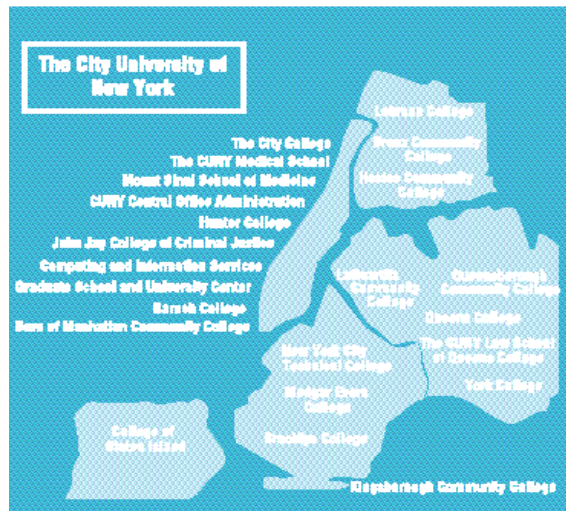 The City University of
New York
Lehman College
Bronx Community
College
Hostos Community
College
The City College
The CUNY Medical School
Mount Sinai School of Medicine
CUNY Central Office Administration
Hunter College
John Jay College of Criminal Justice
Computing and Information Services
Graduate School and University Center
Baruch College
Boro of Manhattan Community College
LaGuardia
Community
College
Queensborough
Community College
Queens College
The CUNY Law School
at Queens College
York College
New York City
Technical College
Medgar Evers
College
Brooklyn College
College of
Staten Island
Kingsborough Community College